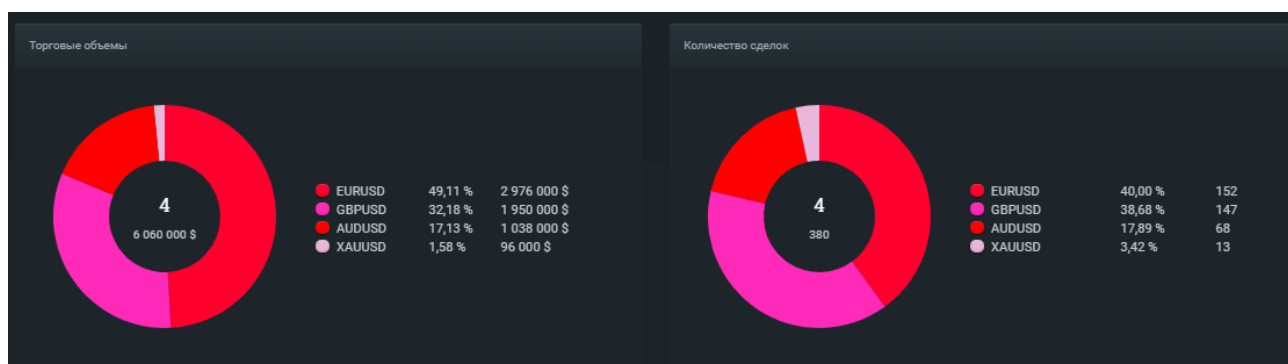 Торговые объемы
4
6 060 000 $
EURUSD 49,11 % 2 976 000 $
GBPUSD 32,18 % 1 950 000 $
AUDUSD 17,13 % 1 038 000 $
XAUUSD 1,58 % 96 000 $
Количество сделок
4
380
EURUSD 40,00 % 152
GBPUSD 38,68 % 147
AUDUSD 17,89 % 68
XAUUSD 3,42 % 13